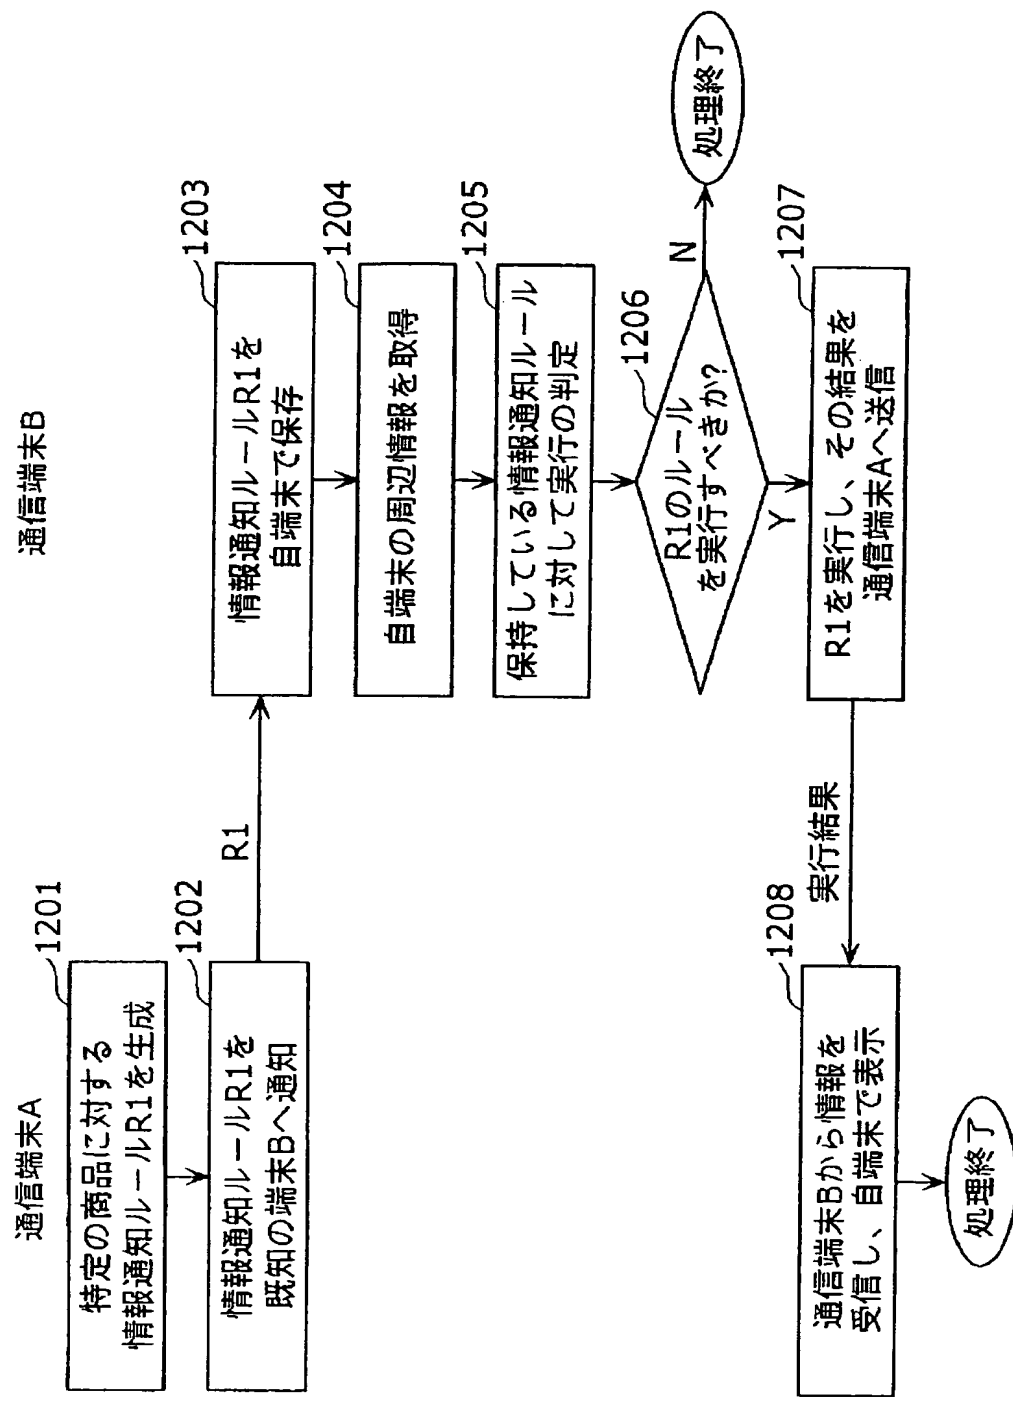 通信端末A
1201
特定の商品に対する
情報通知ルールR1を生成
1202
情報通知ルールR1を
既知の端末Bへ通知
R1
通信端末B
1203
情報通知ルールR1を
自端末で保存
1204
自端末の周辺情報を取得
1205
保持している情報通知ルール
に対して実行の判定
1206
R1のルール
を実行すべきか?
N
処理終了
Y
1207
R1を実行し、その結果を
通信端末Aへ送信
実行結果
1208
通信端末Bから情報を
受信し、自端末で表示
処理終了